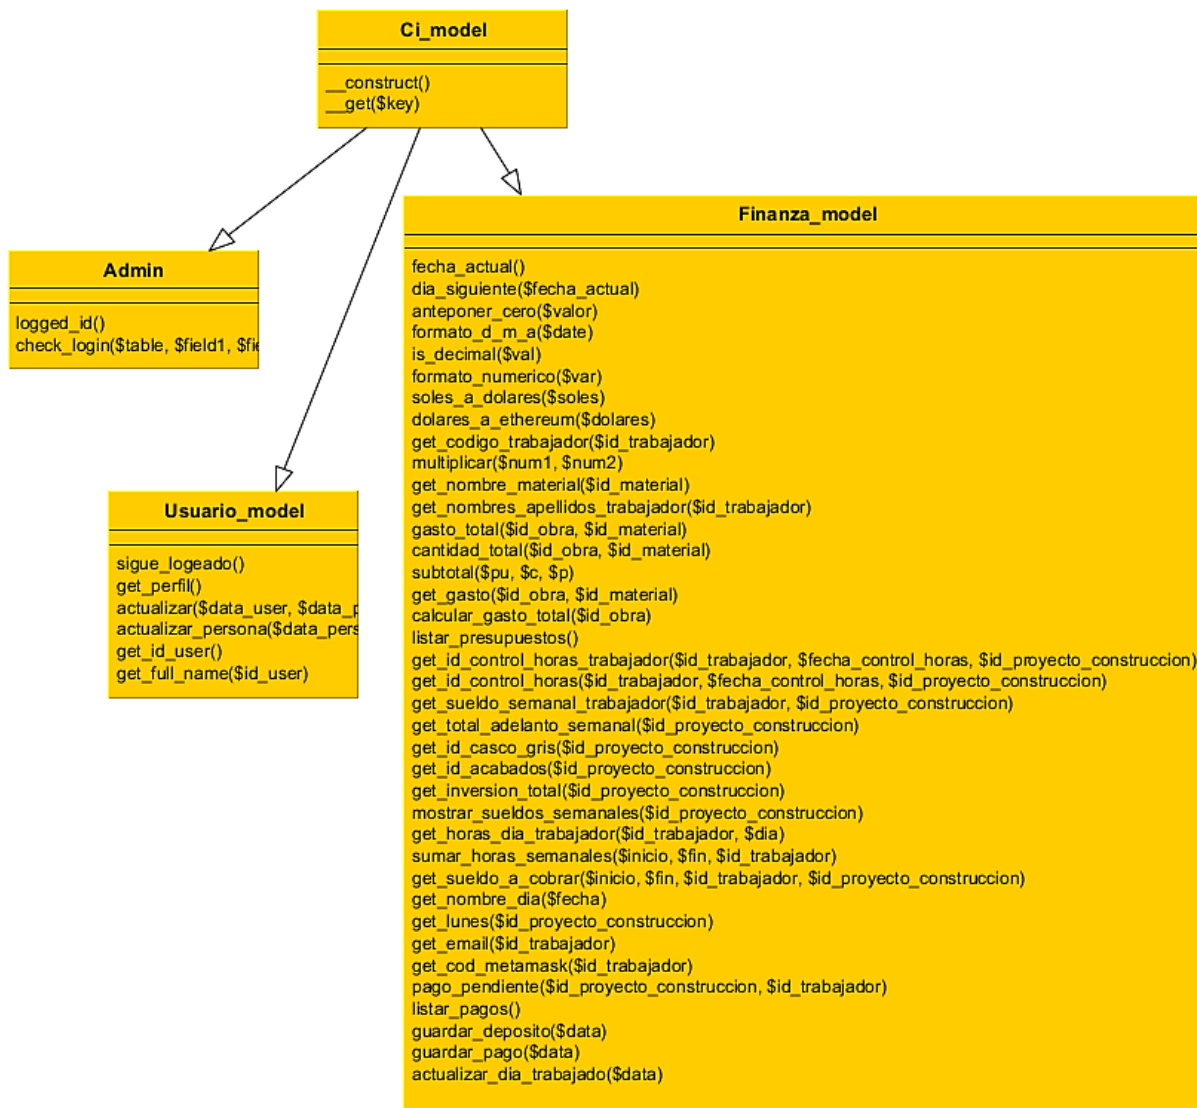 Ci_model
__construct()
__get($key)
Admin
logged_id()
check_login($table, $field1, $fie
Usuario_model
sigue_logeado()
get_perfil()
actualizar($data_user, $data_p
actualizar_persona($data_pers
get_id_user()
get_full_name($id_user)
Finanza_model
fecha_actual()
dia_siguiente($fecha_actual)
anteponer_cero($valor)
formato_d_m_a($date)
is_decimal($val)
formato_numerico($var)
soles_a_dolares($soles)
dolares_a_ethereum($dolares)
get_codigo_trabajador($id_trabajador)
multiplicar($num1, $num2)
get_nombre_material($id_material)
get_nombres_apellidos_trabajador($id_trabajador)
gasto_total($id_obra, $id_material)
cantidad_total($id_obra, $id_material)
subtotal($pu, $c, $p)
get_gasto($id_obra, $id_material)
calcular_gasto_total($id_obra)
listar_presupuestos()
get_id_control_horas_trabajador($id_trabajador, $fecha_control_horas, $id_proyecto_construccion)
get_id_control_horas($id_trabajador, $fecha_control_horas, $id_proyecto_construccion)
get_sueldo_semanal_trabajador($id_trabajador, $id_proyecto_construccion)
get_total_adelanto_semanal($id_proyecto_construccion)
get_id_casco_gris($id_proyecto_construccion)
get_id_acabados($id_proyecto_construccion)
get_inversion_total($id_proyecto_construccion)
mostrar_sueldos_semanales($id_proyecto_construccion)
get_horas_dia_trabajador($id_trabajador, $dia)
sumar_horas_semanales($inicio, $fin, $id_trabajador)
get_sueldo_a_cobrar($inicio, $fin, $id_trabajador, $id_proyecto_construccion)
get_nombre_dia($fecha)
get_lunes($id_proyecto_construccion)
get_email($id_trabajador)
get_cod_metamask($id_trabajador)
pago_pendiente($id_proyecto_construccion, $id_trabajador)
listar_pagos()
guardar_deposito($data)
guardar_pago($data)
actualizar_dia_trabajado($data)